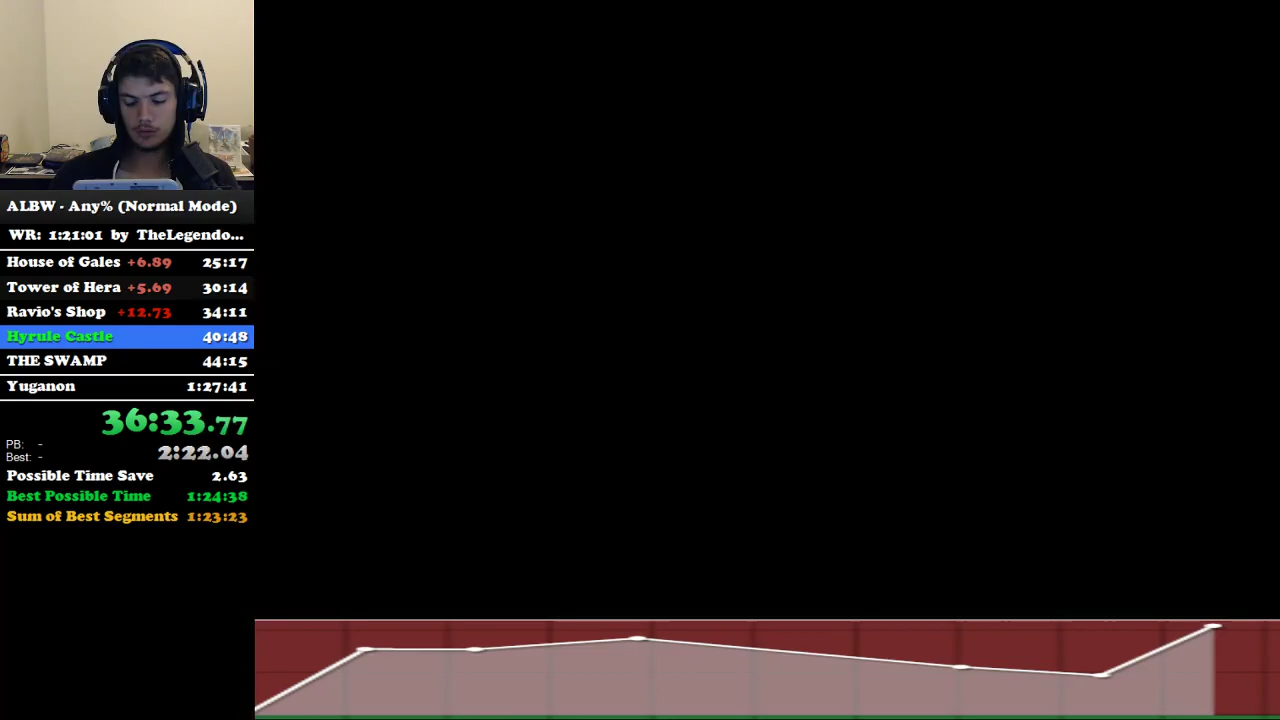 ALBW - Any% (Normal Mode)
WR: 1:21:01 by TheLegendo...
House of Gales +6.89 25:17
Tower of Hera +5.69 30:14
Ravio's Shop +12.73 34:11
Hyrule Castle 40:48
THE SWAMP 44:15
Yuganon 1:27:41
36:33.77
PB: -
Best: -
2:22.04
Possible Time Save 2.63
Best Possible Time 1:24:38
Sum of Best Segments 1:23:23